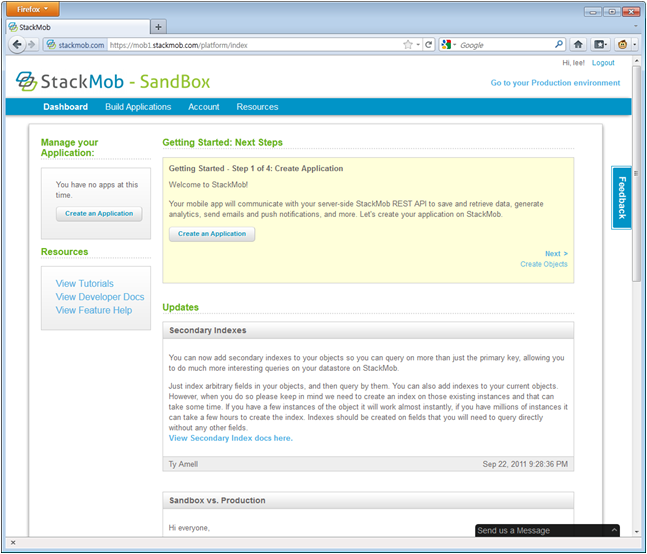 Firefox
StackMob
stackmob.com https://mob1.stackmob.com/platform/index
Google
Hi, lee! Logout
StackMob - SandBox
Go to your Production environment
Dashboard Build Applications Account Resources
Manage your
Application:
You have no apps at this
time.
Create an Application
Resources
View Tutorials
View Developer Docs
View Feature Help
Getting Started: Next Steps
Getting Started - Step 1 of 4: Create Application
Welcome to StackMob!
Your mobile app will communicate with your server-side StackMob REST API to save and retrieve data, generate
analytics, send emails and push notifications, and more. Let's create your application on StackMob.
Create an Application
Next >
Create Objects
Feedback
Updates
Secondary Indexes
You can now add secondary indexes to your objects so you can query on more than just the primary key, allowing you
to do much more interesting queries on your datastore on StackMob.
Just index arbitrary fields in your objects, and then query by them. You can also add indexes to your current objects.
However, when you do so please keep in mind we need to create an index on those existing instances and that can
take some time. If you have a few instances of the object it will work almost instantly, if you have millions of instances it
can take a few hours to create the index. Indexes should be created on fields that you will need to query directly
without any other fields.
View Secondary Index docs here.
Ty Amell Sep 22, 2011 9:28:36 PM
Sandbox vs. Production
Hi everyone,
Send us a Message